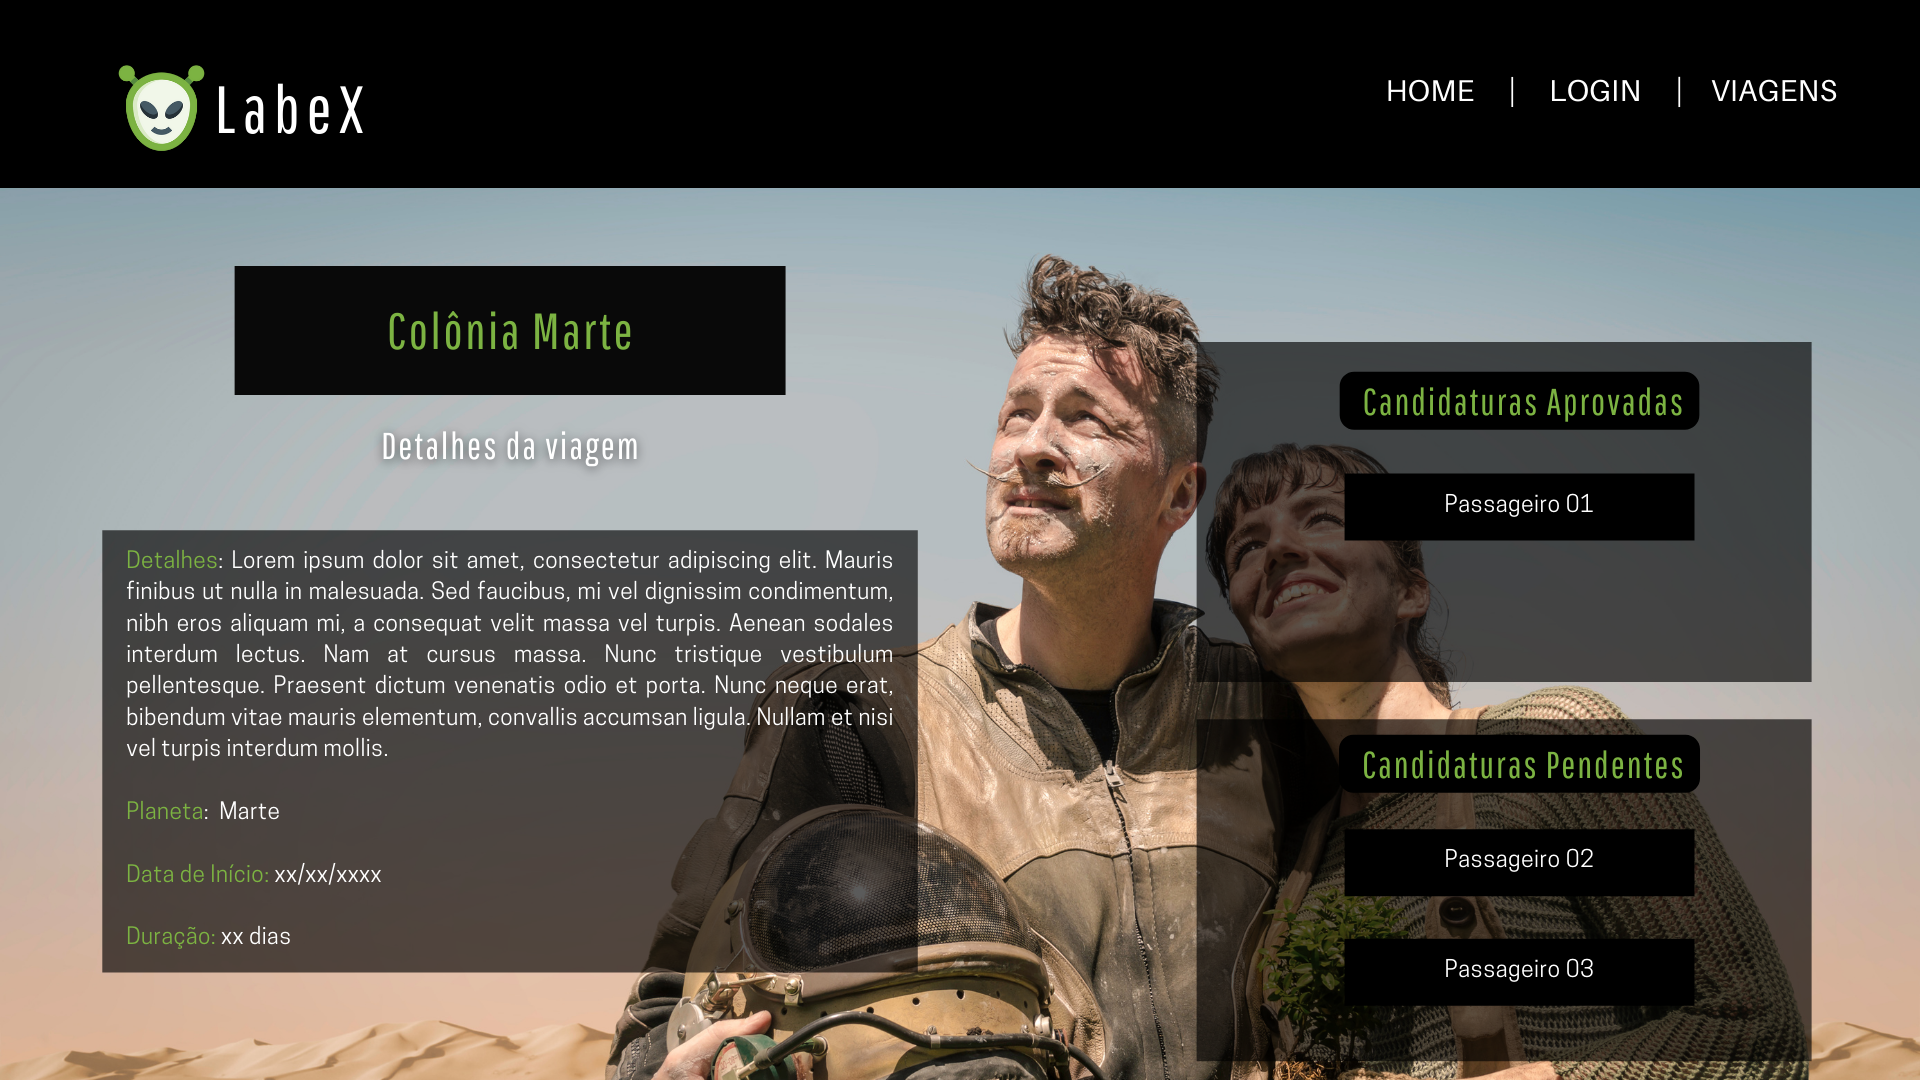 LabeX
HOME | LOGIN | VIAGENS
Colônia Marte
Detalhes da viagem
Detalhes: Lorem ipsum dolor sit amet, consectetur adipiscing elit. Mauris
finibus ut nulla in malesuada. Sed faucibus, mi vel dignissim condimentum,
nibh eros aliquam mi, a consequat velit massa vel turpis. Aenean sodales
interdum lectus. Nam at cursus massa. Nunc tristique vestibulum
pellentesque. Praesent dictum venenatis odio et porta. Nunc neque erat,
bibendum vitae mauris elementum, convallis accumsan ligula. Nullam et nisi
vel turpis interdum mollis.
Planeta: Marte
Data de Início: xx/xx/xxxx
Duração: xx dias
Candidaturas Aprovadas
Passageiro 01
Candidaturas Pendentes
Passageiro 02
Passageiro 03